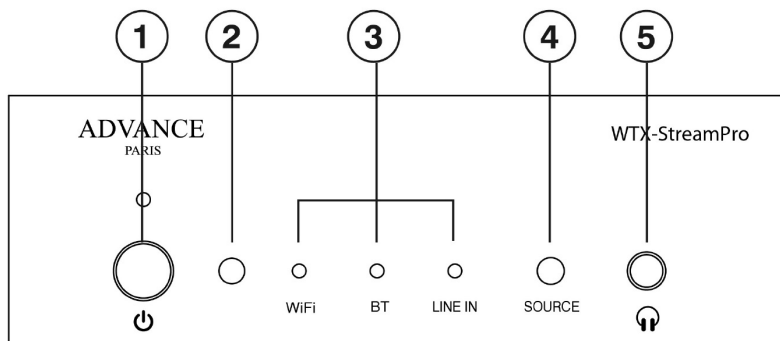 1 2 3 4 5
ADVANCE
PARIS
WTX-StreamPro
WiFi BT LINE IN SOURCE